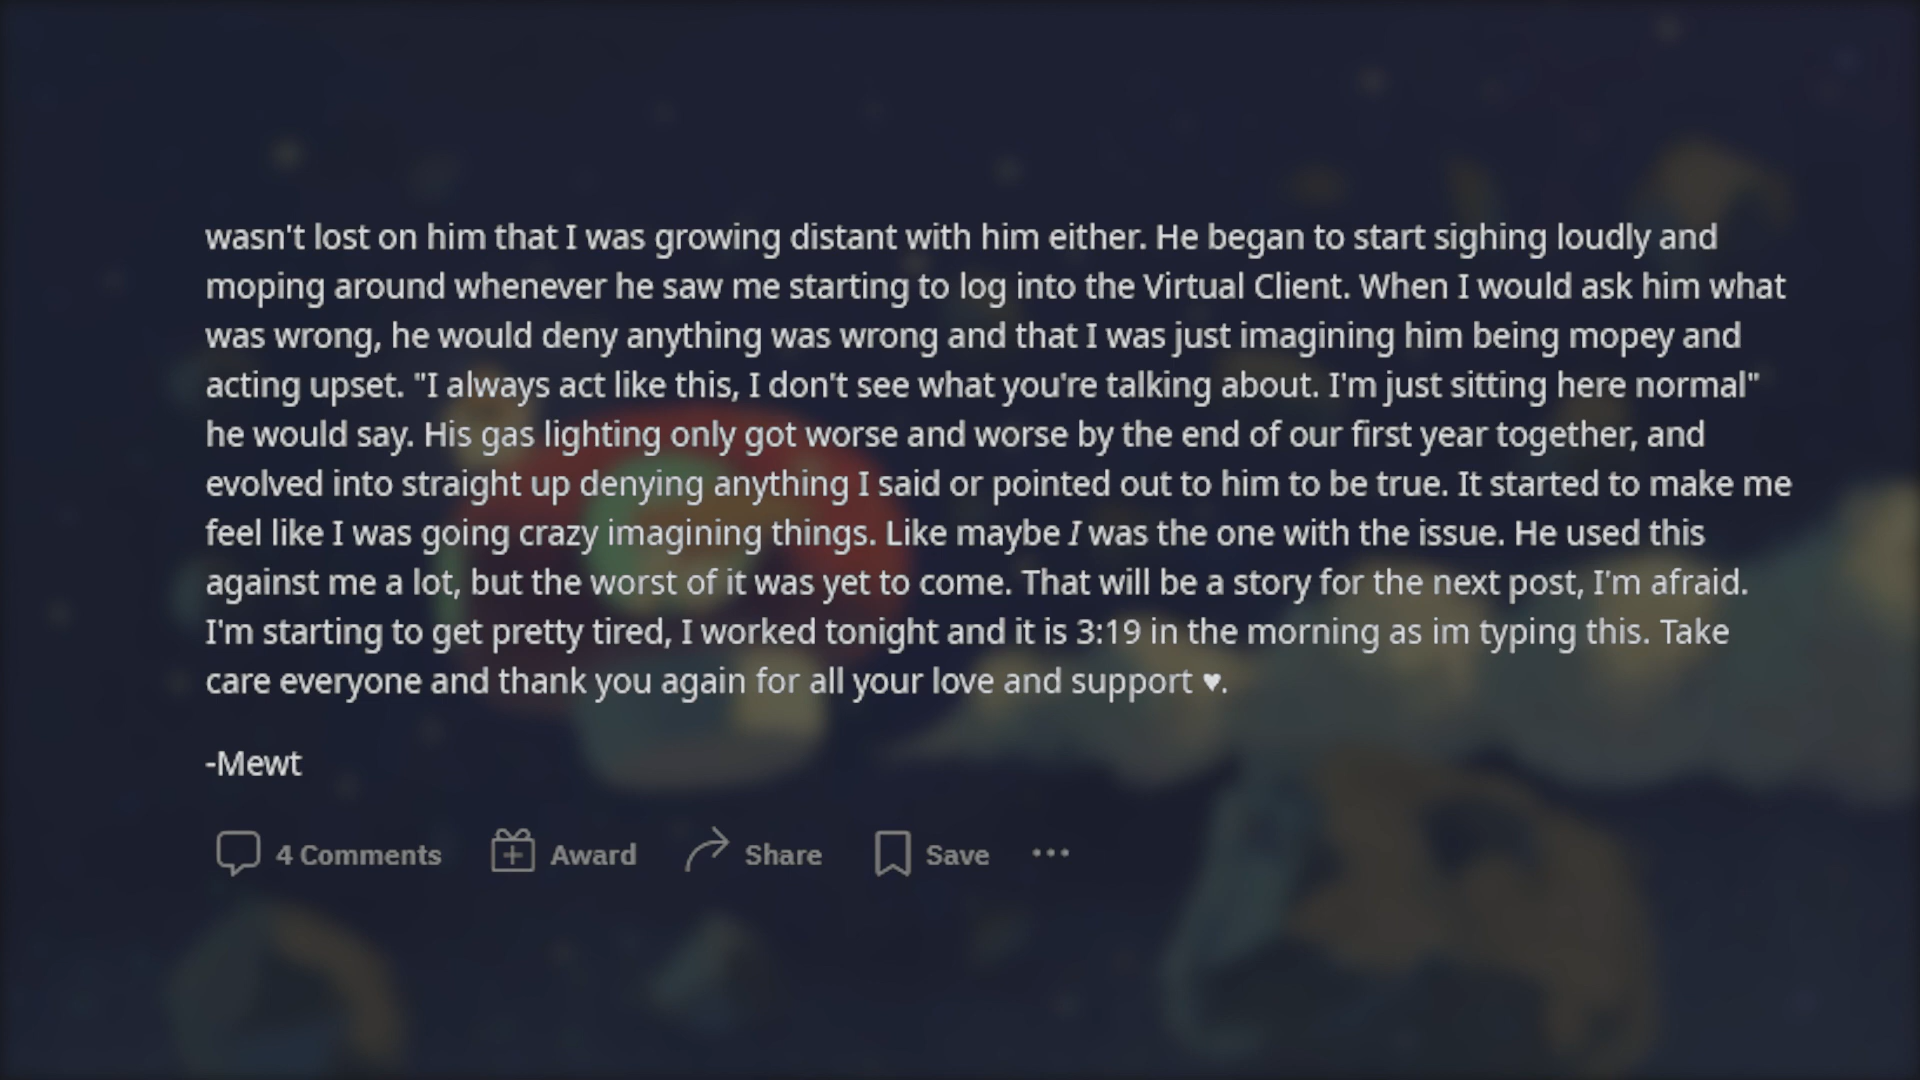 wasn't lost on him that I was growing distant with him either. He began to start sighing loudly and
moping around whenever he saw me starting to log into the Virtual Client. When I would ask him what
was wrong, he would deny anything was wrong and that I was just imagining him being mopey and
acting upset. "I always act like this, I don't see what you're talking about. I'm just sitting here normal"
he would say. His gas lighting only got worse and worse by the end of our first year together, and
evolved into straight up denying anything I said or pointed out to him to be true. It started to make me
feel like I was going crazy imagining things. Like maybe I was the one with the issue. He used this
against me a lot, but the worst of it was yet to come. That will be a story for the next post, I'm afraid.
I'm starting to get pretty tired, I worked tonight and it is 3:19 in the morning as im typing this. Take
care everyone and thank you again for all your love and support ♥.
-Mewt
4 Comments Award Share Save ···